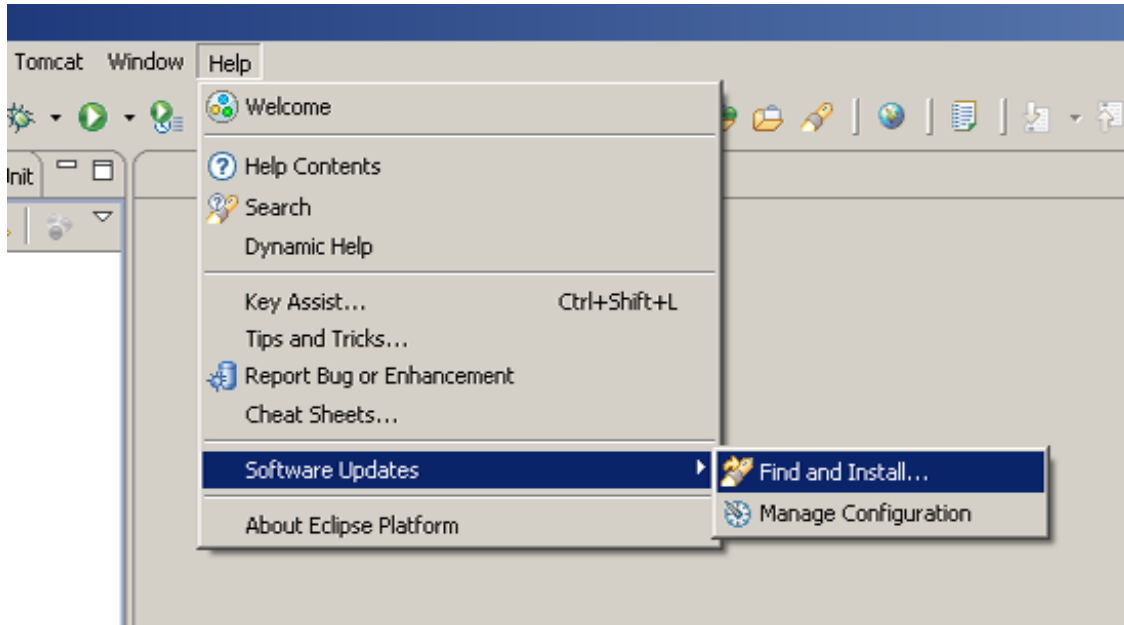 Tomcat Window Help
Welcome
Help Contents
Search
Dynamic Help
Key Assist... Ctrl+Shift+L
Tips and Tricks...
Report Bug or Enhancement
Cheat Sheets...
Software Updates
Find and Install...
Manage Configuration
About Eclipse Platform